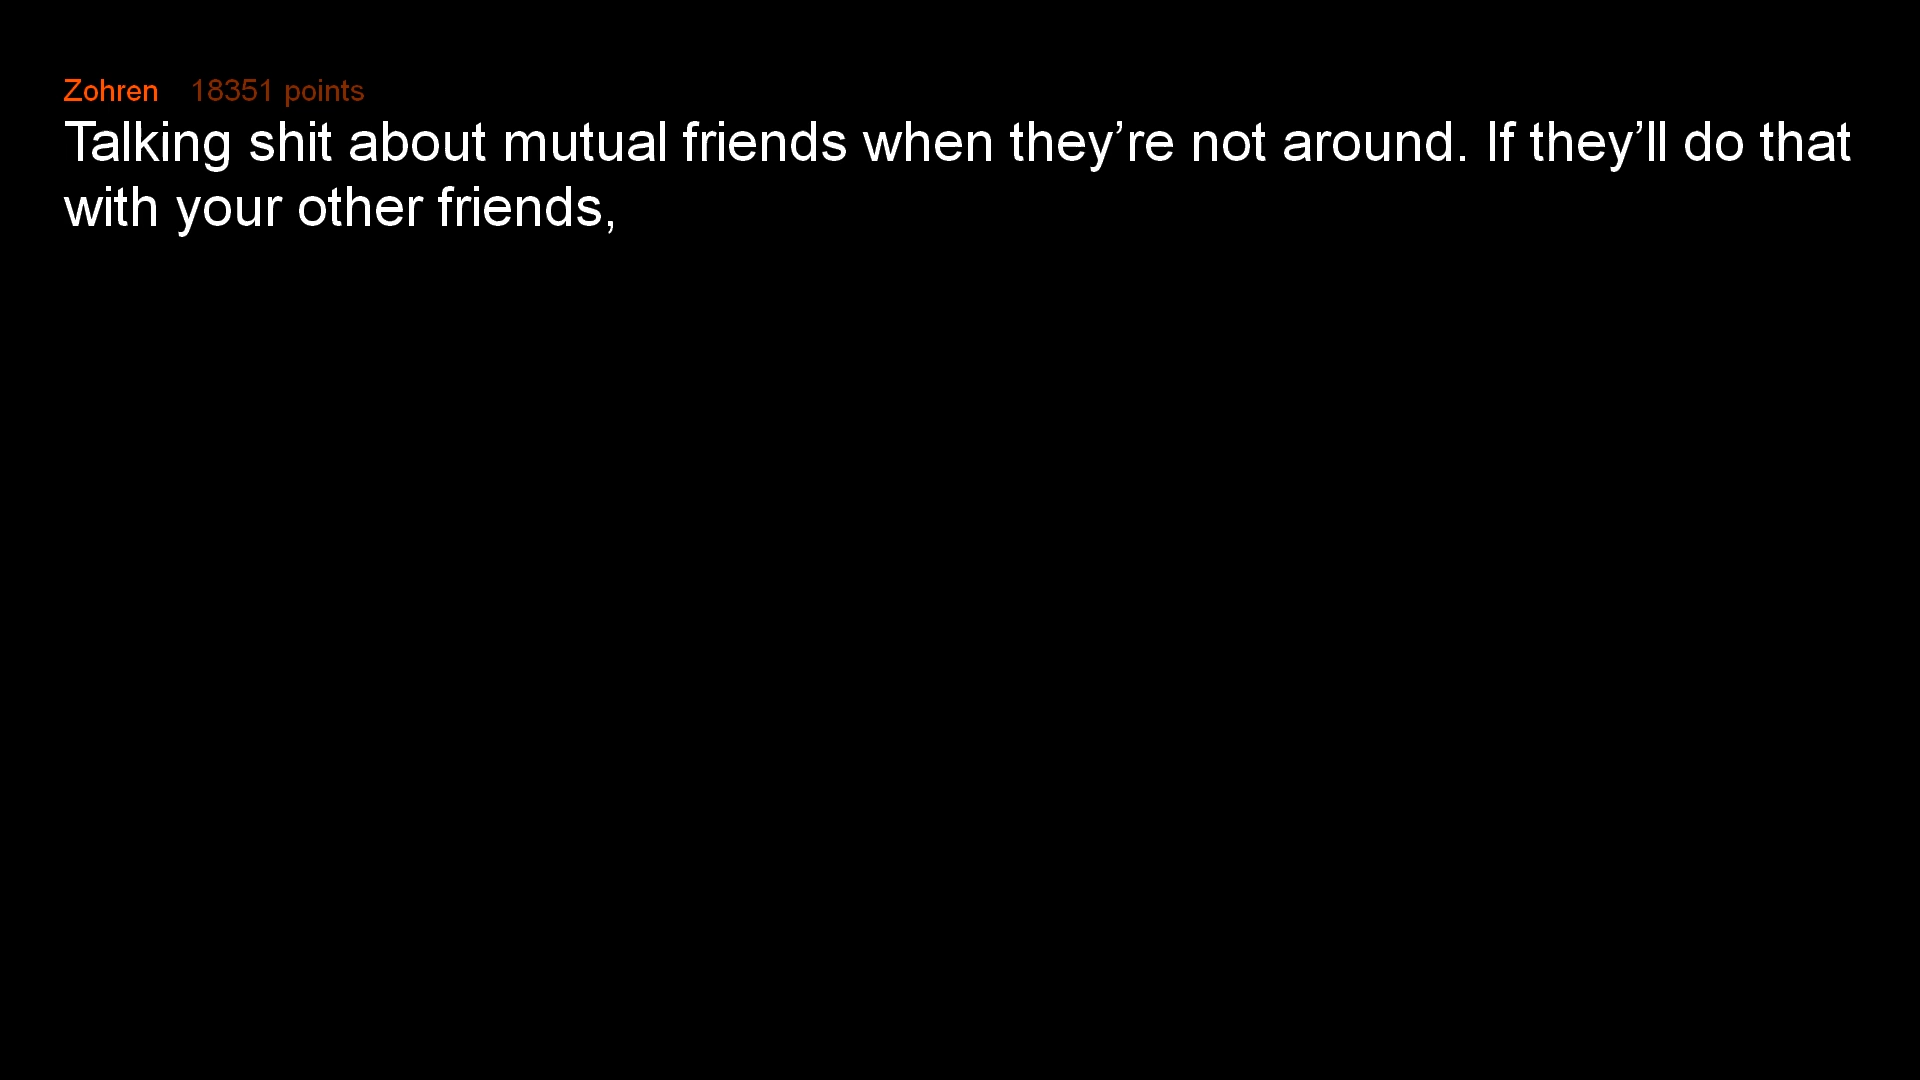 Zohren 18351 points
Talking shit about mutual friends when they’re not around. If they’ll do that
with your other friends,